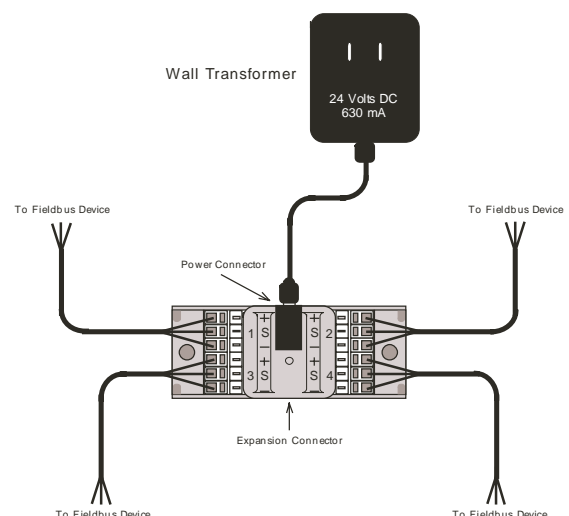 Wall Transformer
24 Volts DC
630 mA
To Fieldbus Device
To Fieldbus Device
Power Connector
+ +
1 S S 2
− −
+ +
3 S S 4
− −
Expansion Connector
To Fieldbus Device
To Fieldbus Device